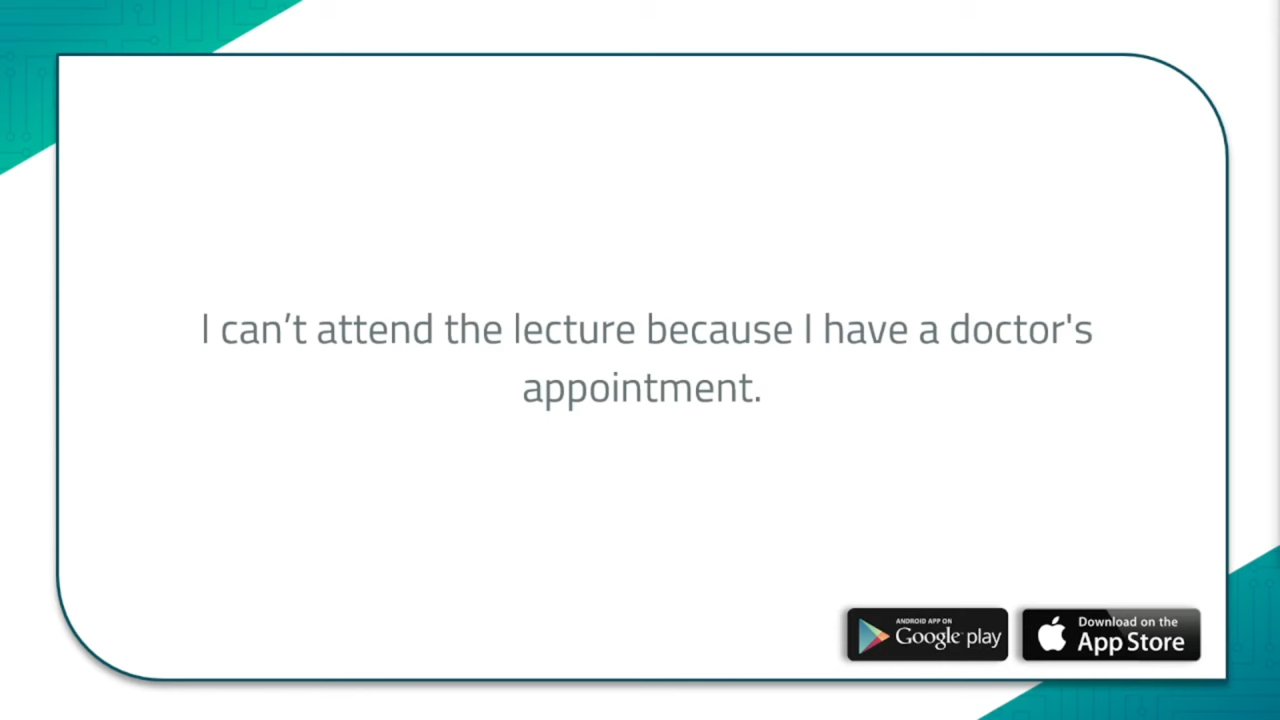 I can’t attend the lecture because I have a doctor's
appointment.
ANDROID APP ON
Google play
Download on the
App Store